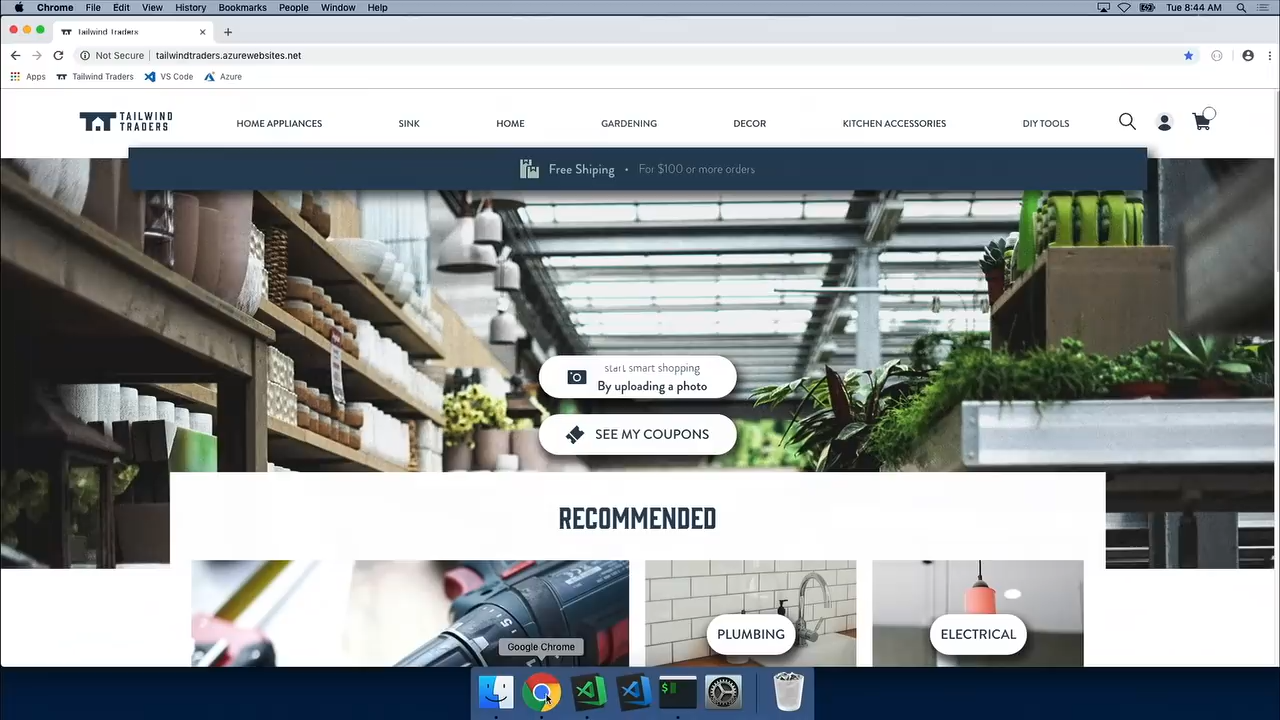 Chrome File Edit View History Bookmarks People Window Help Tue 8:44 AM
Tailwind Traders
Not Secure tailwindtraders.azurewebsites.net
Apps Tailwind Traders VS Code Azure
TAILWIND
TRADERS
HOME APPLIANCES SINK HOME GARDENING DECOR KITCHEN ACCESSORIES DIY TOOLS
Free Shiping • For $100 or more orders
Start smart shopping
By uploading a photo
SEE MY COUPONS
RECOMMENDED
PLUMBING ELECTRICAL
Google Chrome